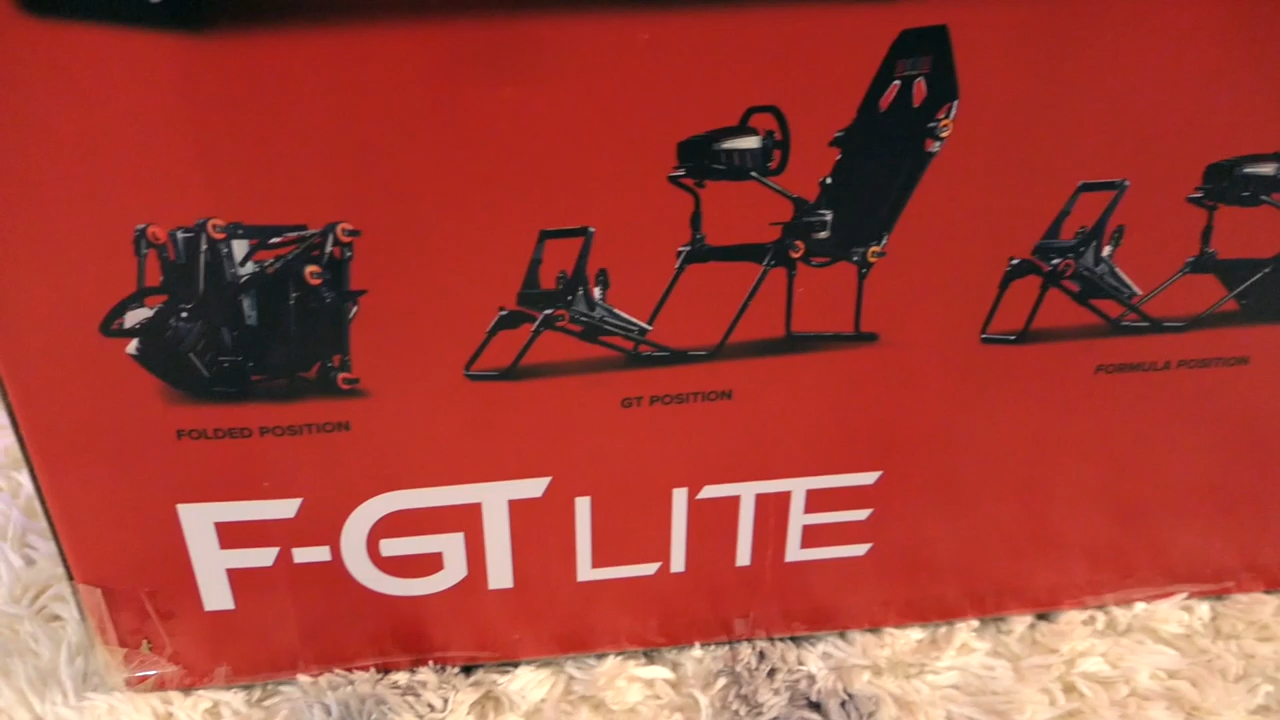 FOLDED POSITION
GT POSITION
FORMULA POSITION
F-GT LITE